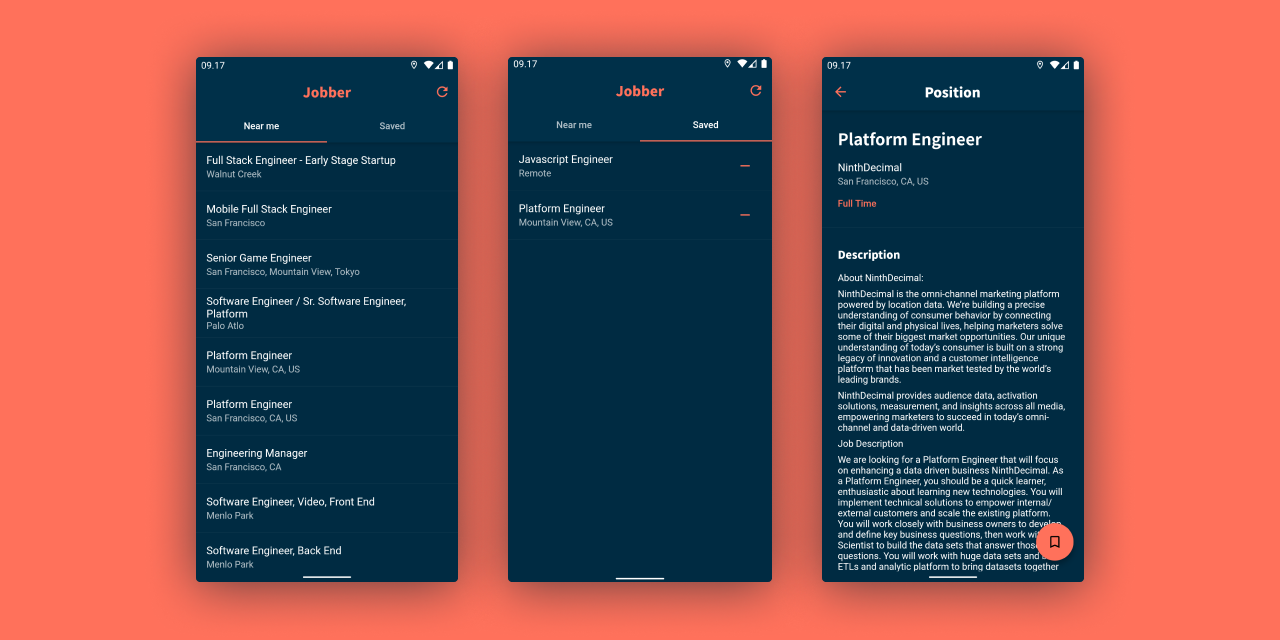 09.17
Jobber
Near me
Saved
Full Stack Engineer - Early Stage Startup
Walnut Creek
Mobile Full Stack Engineer
San Francisco
Senior Game Engineer
San Francisco, Mountain View, Tokyo
Software Engineer / Sr. Software Engineer,
Platform
Palo Atlo
Platform Engineer
Mountain View, CA, US
Platform Engineer
San Francisco, CA, US
Engineering Manager
San Francisco, CA
Software Engineer, Video, Front End
Menlo Park
Software Engineer, Back End
Menlo Park
09.17
Jobber
Near me
Saved
Javascript Engineer
Remote
Platform Engineer
Mountain View, CA, US
09.17
Position
Platform Engineer
NinthDecimal
San Francisco, CA, US
Full Time
Description
About NinthDecimal:
NinthDecimal is the omni-channel marketing platform
powered by location data. We're building a precise
understanding of consumer behavior by connecting
their digital and physical lives, helping marketers solve
some of their biggest market opportunities. Our unique
understanding of today's consumer is built on a strong
legacy of innovation and a customer intelligence
platform that has been market tested by the world's
leading brands.
NinthDecimal provides audience data, activation
solutions, measurement, and insights across all media,
empowering marketers to succeed in today's omni-
channel and data-driven world.
Job Description
We are looking for a Platform Engineer that will focus
on enhancing a data driven business NinthDecimal. As
a Platform Engineer, you should be a quick learner,
enthusiastic about learning new technologies. You will
implement technical solutions to empower internal/
external customers and scale the existing platform.
You will work closely with business owners to develop
and define key business questions, then work
Scientist to build the data sets that answer
questions. You will work with huge data sets and
ETLs and analytic platform to bring datasets together